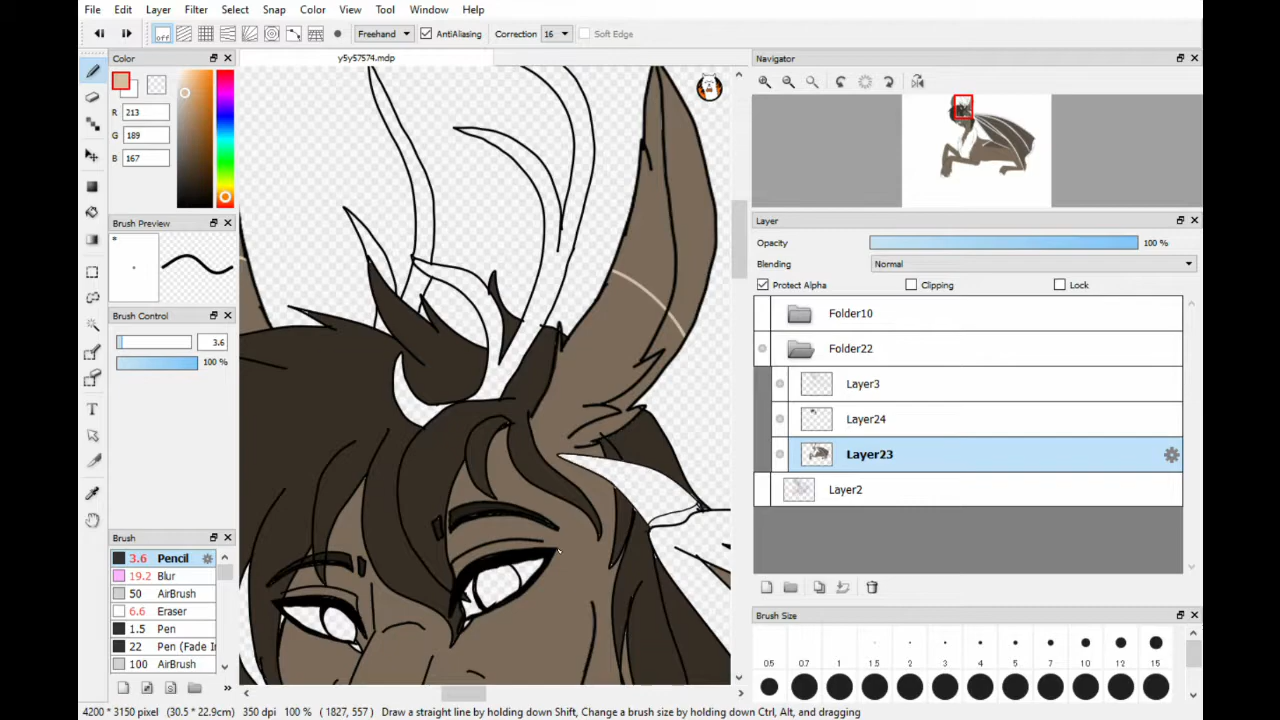 File Edit Layer Filter Select Snap Color View Tool Window Help
off Freehand AntiAliasing Correction 16 Soft Edge
Color
y5y57574.mdp
R 213
G 189
B 167
Brush Preview
Brush Control
3.6
100 %
Brush
3.6 Pencil
19.2 Blur
50 AirBrush
6.6 Eraser
1.5 Pen
22 Pen (Fade I
100 AirBrush
Navigator
Layer
Opacity 100 %
Blending Normal
Protect Alpha Clipping Lock
Folder10
Folder22
Layer3
Layer24
Layer23
Layer2
Brush Size
0.5 0.7 1 1.5 2 3 4 5 7 10 12 15
4200 * 3150 pixel (30.5 * 22.9cm) 350 dpi 100 % ( 1827, 557 ) Draw a straight line by holding down Shift, Change a brush size by holding down Ctrl, Alt, and dragging